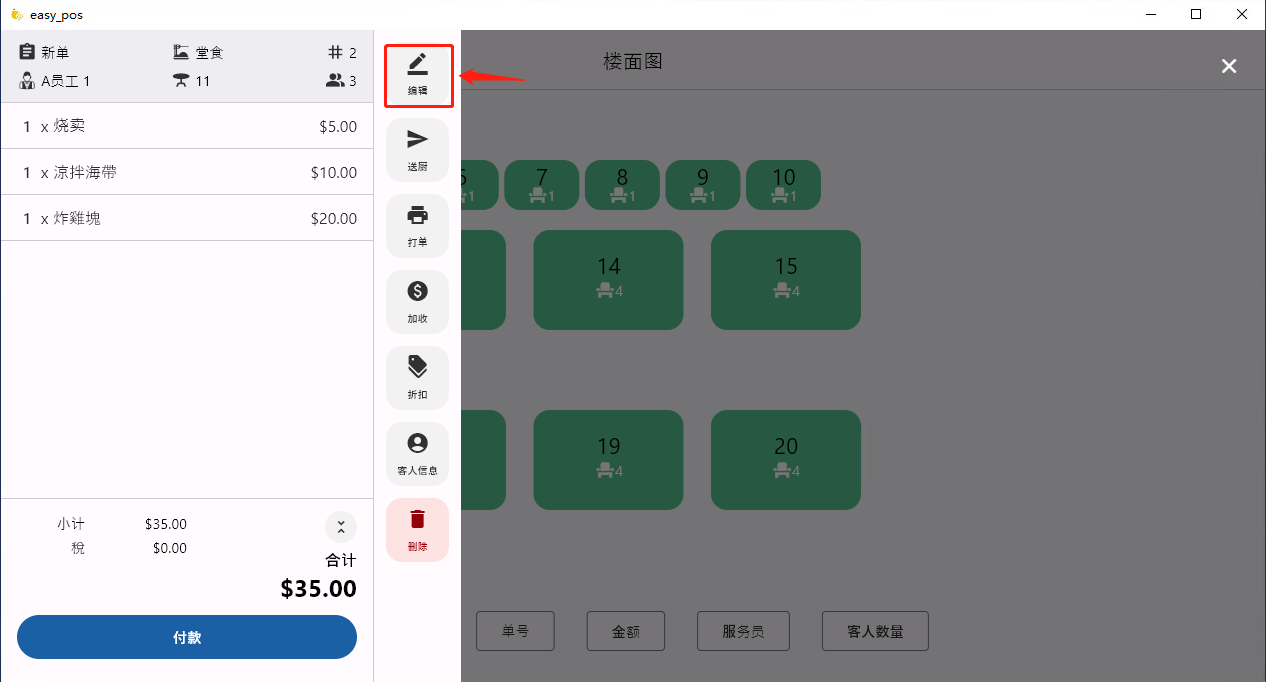 easy_pos
新单 堂食 2
A员工 1 11 3
1 x 烧卖 $5.00
1 x 涼拌海帶 $10.00
1 x 炸雞塊 $20.00
小计 $35.00
稅 $0.00
合计
$35.00
付款
编辑
送厨
打单
加收
折扣
客人信息
删除
楼面图
7 8 9 10
1 1 1 1 1
14 15
4 4
19 20
4 4
单号 金额 服务员 客人数量